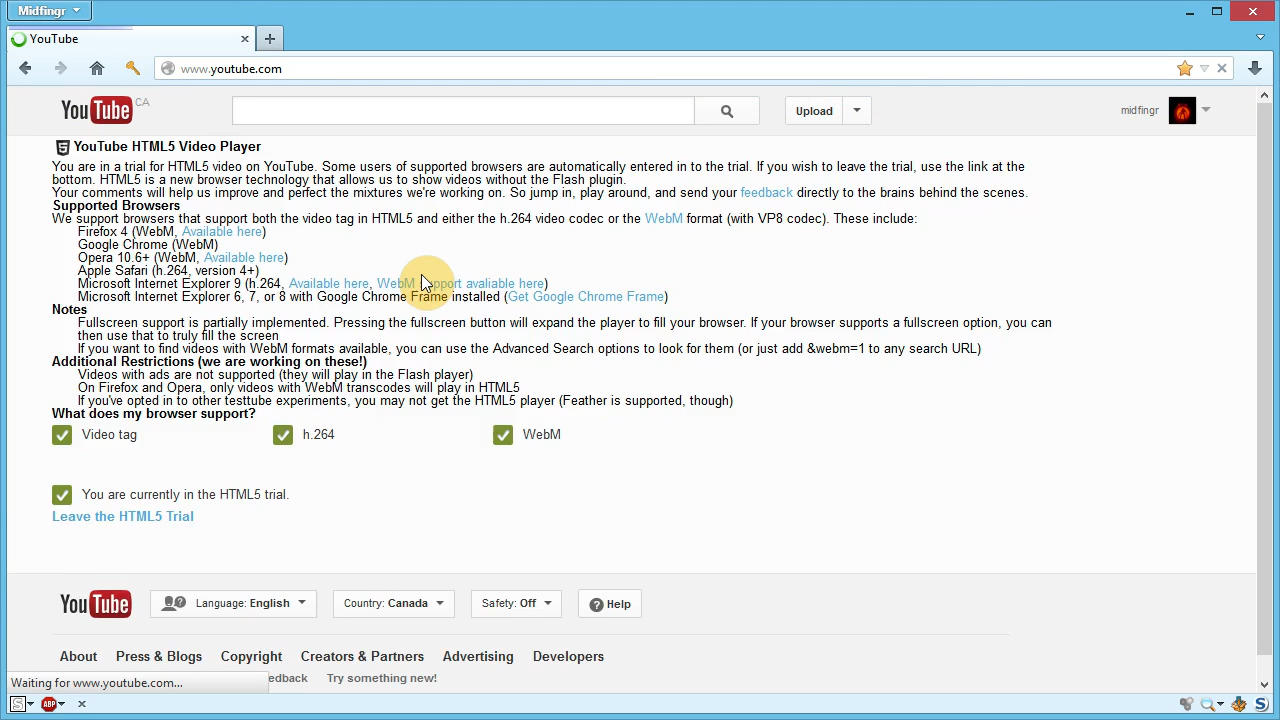 Midfingr
YouTube
www.youtube.com
YouTube CA
Upload
midfingr
YouTube HTML5 Video Player
You are in a trial for HTML5 video on YouTube. Some users of supported browsers are automatically entered in to the trial. If you wish to leave the trial, use the link at the
bottom. HTML5 is a new browser technology that allows us to show videos without the Flash plugin.
Your comments will help us improve and perfect the mixtures we're working on. So jump in, play around, and send your feedback directly to the brains behind the scenes.
Supported Browsers
We support browsers that support both the video tag in HTML5 and either the h.264 video codec or the WebM format (with VP8 codec). These include:
Firefox 4 (WebM, Available here)
Google Chrome (WebM)
Opera 10.6+ (WebM, Available here)
Apple Safari (h.264, version 4+)
Microsoft Internet Explorer 9 (h.264, Available here, WebM support avaliable here)
Microsoft Internet Explorer 6, 7, or 8 with Google Chrome Frame installed (Get Google Chrome Frame)
Notes
Fullscreen support is partially implemented. Pressing the fullscreen button will expand the player to fill your browser. If your browser supports a fullscreen option, you can
then use that to truly fill the screen
If you want to find videos with WebM formats available, you can use the Advanced Search options to look for them (or just add &webm=1 to any search URL)
Additional Restrictions (we are working on these!)
Videos with ads are not supported (they will play in the Flash player)
On Firefox and Opera, only videos with WebM transcodes will play in HTML5
If you've opted in to other testtube experiments, you may not get the HTML5 player (Feather is supported, though)
What does my browser support?
Video tag h.264 WebM
You are currently in the HTML5 trial.
Leave the HTML5 Trial
YouTube Language: English Country: Canada Safety: Off Help
About Press & Blogs Copyright Creators & Partners Advertising Developers
Waiting for www.youtube.com... edback Try something new!
S ABP S